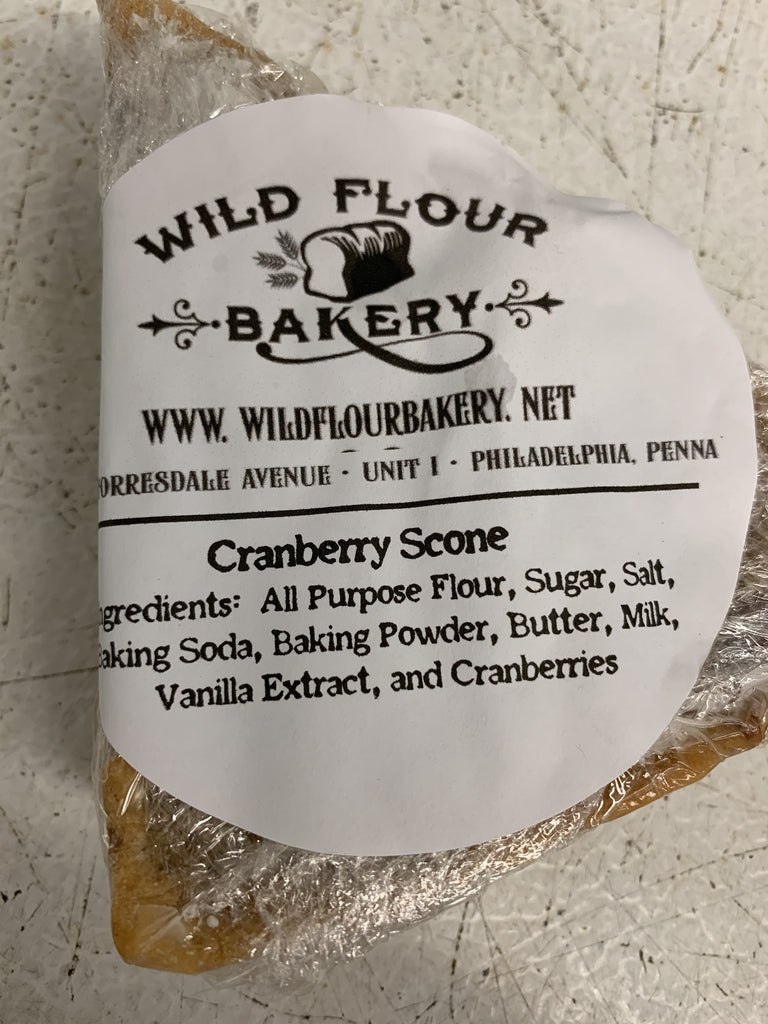 WILD FLOUR
BAKERY
WWW. WILDFLOURBAKERY. NET
ORRESDALE AVENUE · UNIT 1 · PHILADELPHIA, PENNA
Cranberry Scone
ngredients: All Purpose Flour, Sugar, Salt,
aking Soda, Baking Powder, Butter, Milk,
Vanilla Extract, and Cranberries